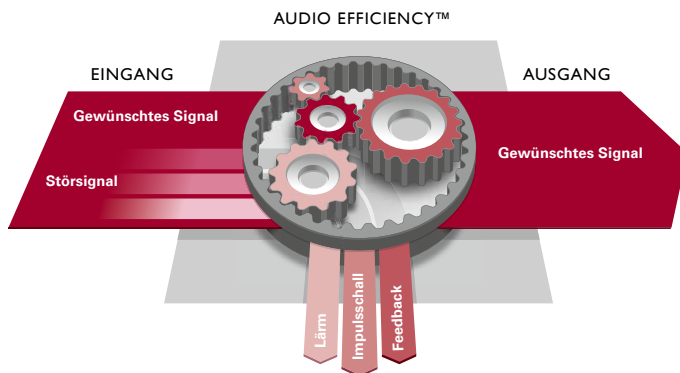 AUDIO EFFICIENCY™
EINGANG
AUSGANG
Gewünschtes Signal
Gewünschtes Signal
Störsignal
Lärm
Impulsschall
Feedback